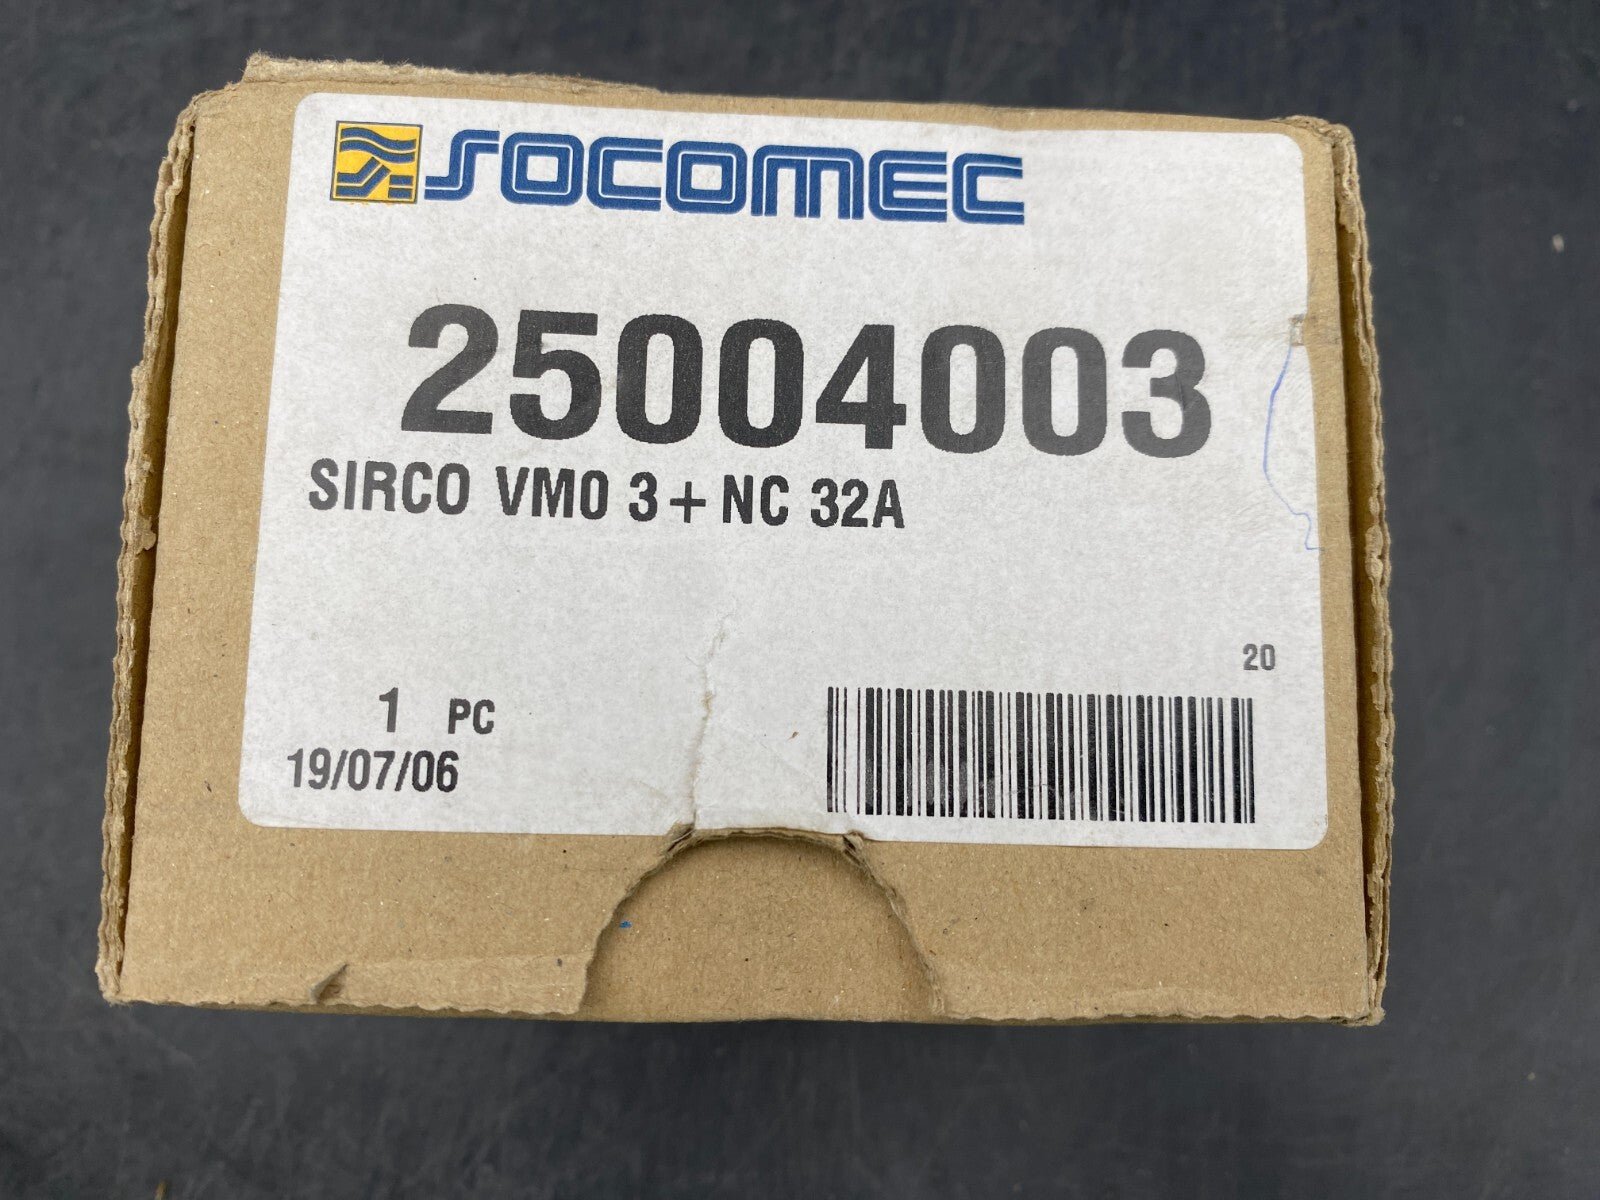 SOCOMEC
25004003
SIRCO VM0 3+NC 32A
20
1 PC
19/07/06